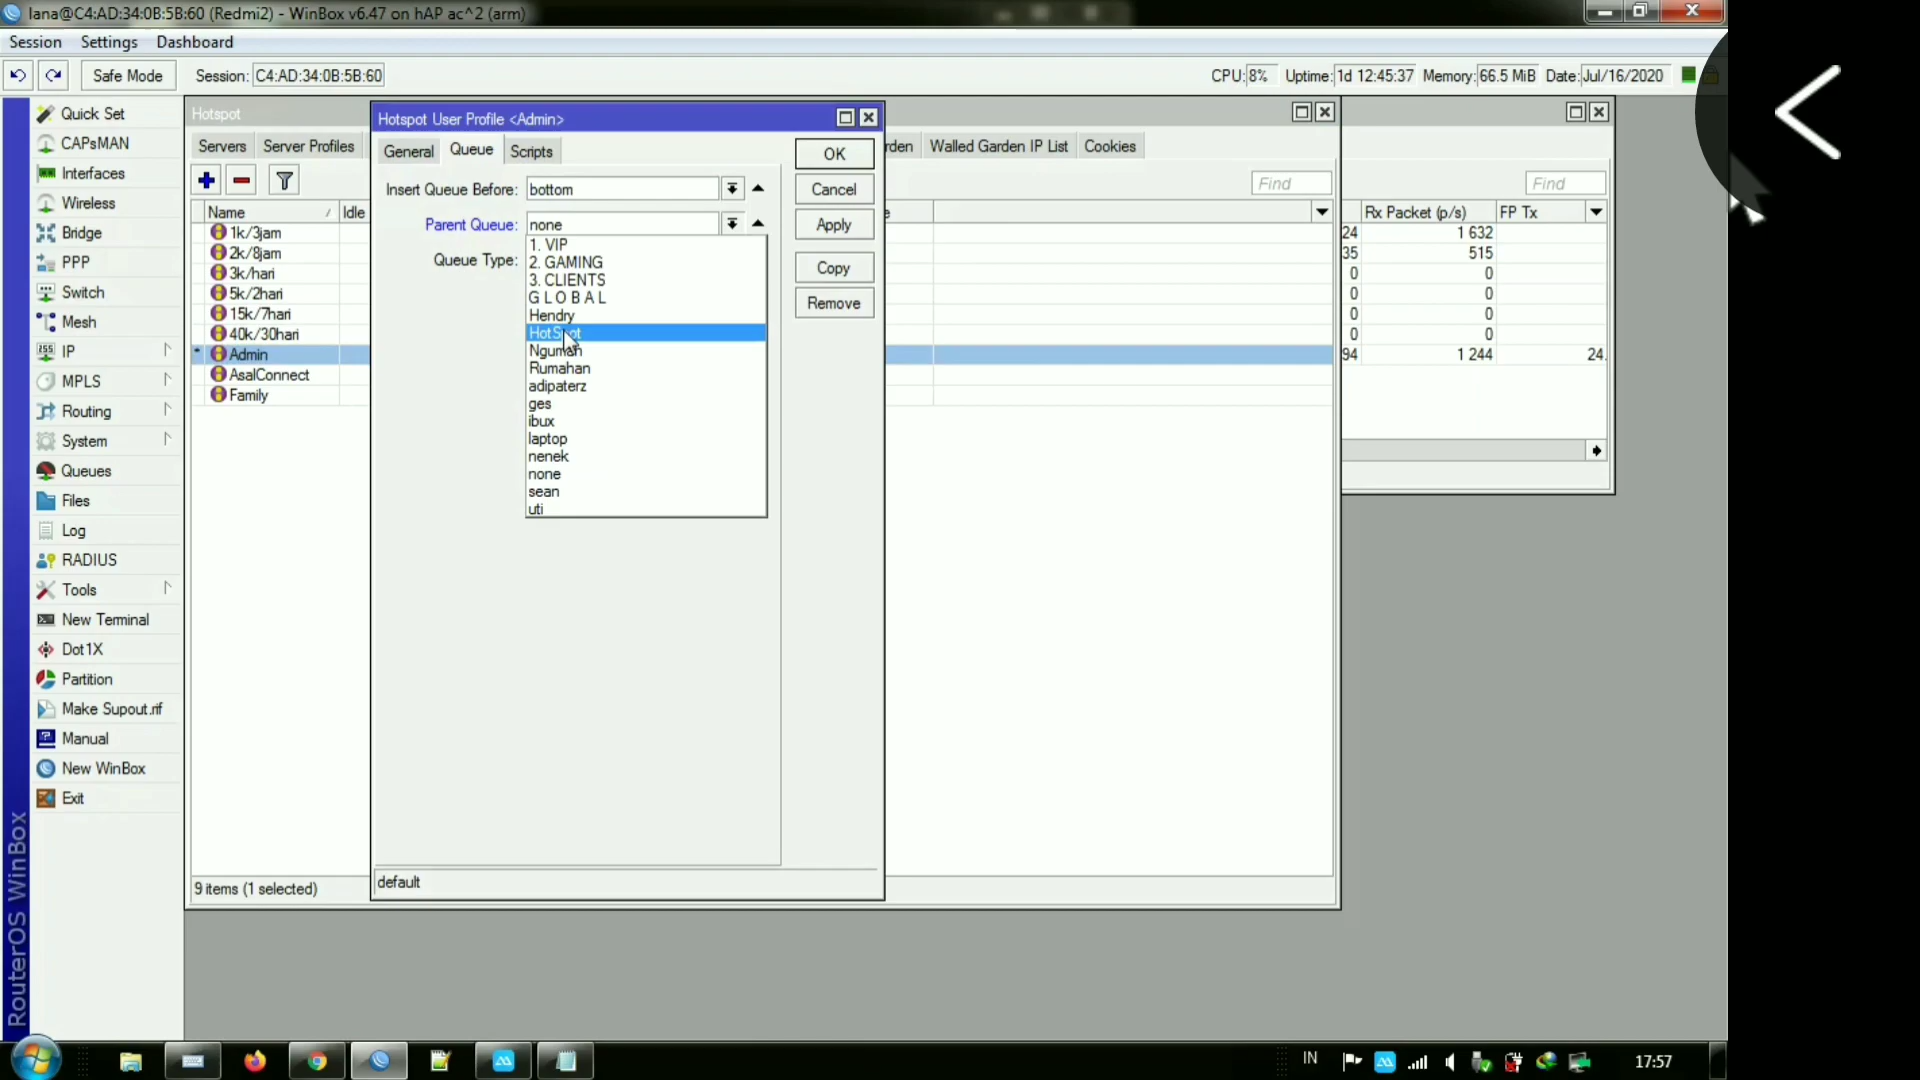 lana@C4:AD:34:0B:5B:60 (Redmi2) - WinBox v6.47 on hAP ac^2 (arm)
Session Settings Dashboard
Safe Mode Session: C4:AD:34:0B:5B:60 CPU: 8% Uptime: 1d 12:45:37 Memory: 66.5 MiB Date: Jul/16/2020
Quick Set
CAPsMAN
Interfaces
Wireless
Bridge
PPP
Switch
Mesh
IP
MPLS
Routing
System
Queues
Files
Log
RADIUS
Tools
New Terminal
Dot1X
Partition
Make Supout.rif
Manual
New WinBox
Exit
RouterOS WinBox
Hotspot
Servers Server Profiles
Walled Garden IP List Cookies
Find
Name / Idle
1k/3jam
2k/8jam
3k/hari
5k/2hari
15k/7hari
40k/30hari
* Admin
AsalConnect
Family
9 items (1 selected)
Hotspot User Profile <Admin>
General Queue Scripts
Insert Queue Before: bottom
Parent Queue: none
Queue Type:
1. VIP
2. GAMING
3. CLIENTS
G L O B A L
Hendry
HotSpot
Nguman
Rumahan
adipaterz
ges
ibux
laptop
nenek
none
sean
uti
OK
Cancel
Apply
Copy
Remove
default
Find
Rx Packet (p/s) FP Tx
24 1 632
35 515
0 0
0 0
0 0
0 0
94 1 244 24.
IN 17:57